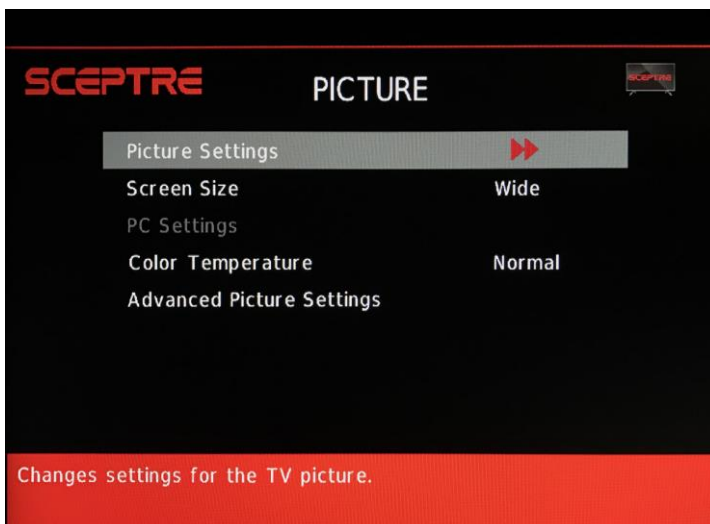 SCEPTRE PICTURE SCEPTRE
Picture Settings
Screen Size Wide
PC Settings
Color Temperature Normal
Advanced Picture Settings
Changes settings for the TV picture.